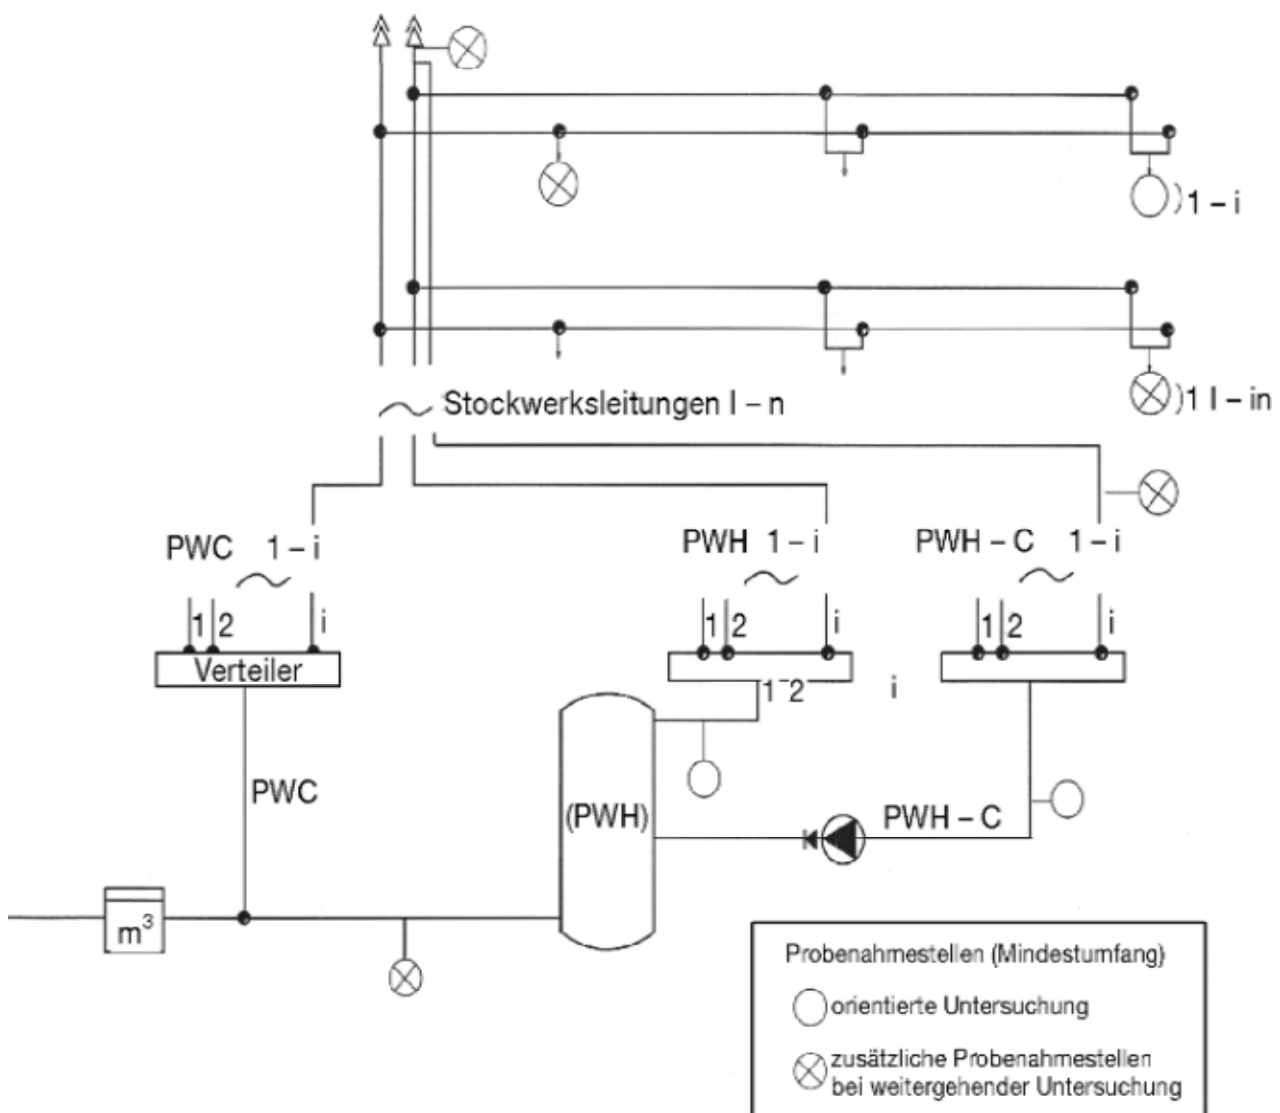 1 – i
1 I – in
Stockwerksleitungen I – n
PWC 1 – i
PWH 1 – i
PWH – C 1 – i
1 2 i
1 2 i
1 2 i
Verteiler
1 2 i
PWC
(PWH)
PWH – C
m³
Probenahmestellen (Mindestumfang)
orientierte Untersuchung
zusätzliche Probenahmestellen
bei weitergehender Untersuchung